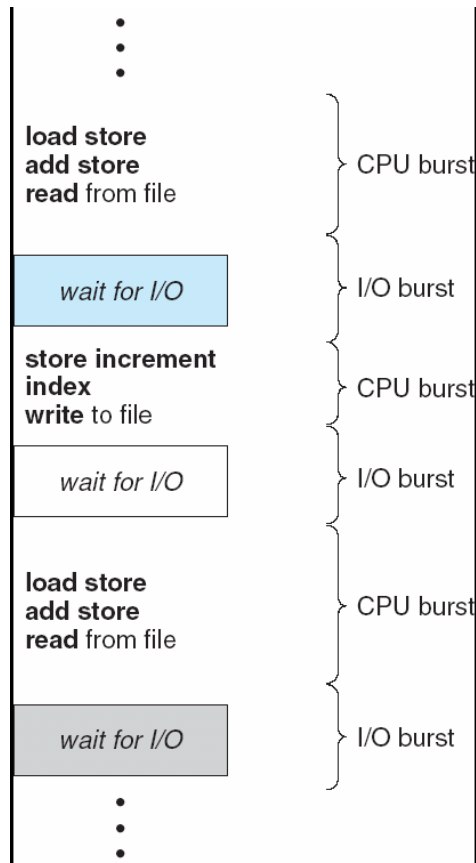 load store
add store
read from file
CPU burst
wait for I/O
I/O burst
store increment
index
write to file
CPU burst
wait for I/O
I/O burst
load store
add store
read from file
CPU burst
wait for I/O
I/O burst